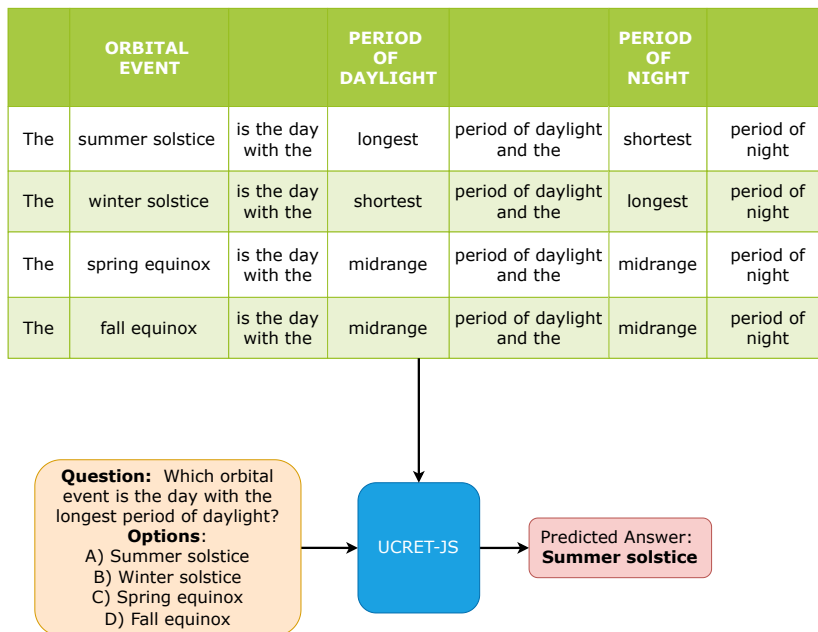 ORBITAL EVENT PERIOD OF DAYLIGHT PERIOD OF NIGHT
The summer solstice is the day with the longest period of daylight and the shortest period of night
The winter solstice is the day with the shortest period of daylight and the longest period of night
The spring equinox is the day with the midrange period of daylight and the midrange period of night
The fall equinox is the day with the midrange period of daylight and the midrange period of night
Question: Which orbital
event is the day with the
longest period of daylight?
Options:
A) Summer solstice
B) Winter solstice
C) Spring equinox
D) Fall equinox
UCRET-JS
Predicted Answer:
Summer solstice